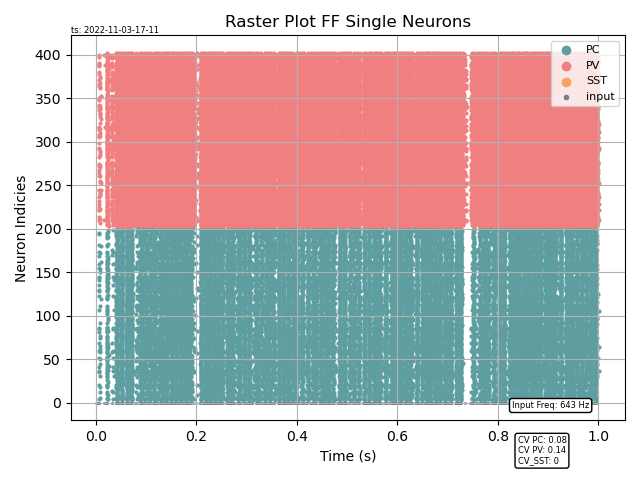 Raster Plot FF Single Neurons
ts: 2022-11-03-17-11
PC
PV
SST
input
Neuron Indicies
400
350
300
250
200
150
100
50
0
Input Freq: 643 Hz
0.0 0.2 0.4 0.6 0.8 1.0
Time (s)
CV PC: 0.08
CV PV: 0.14
CV_SST: 0